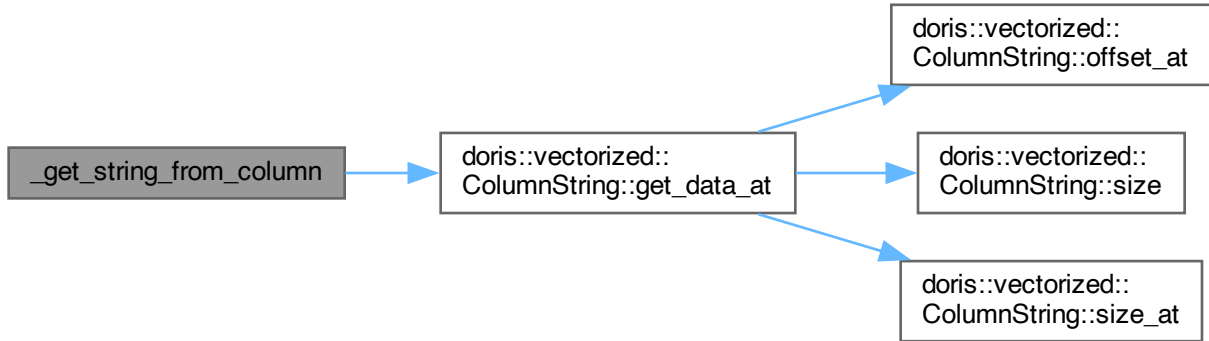 _get_string_from_column
doris::vectorized::
ColumnString::get_data_at
doris::vectorized::
ColumnString::offset_at
doris::vectorized::
ColumnString::size
doris::vectorized::
ColumnString::size_at